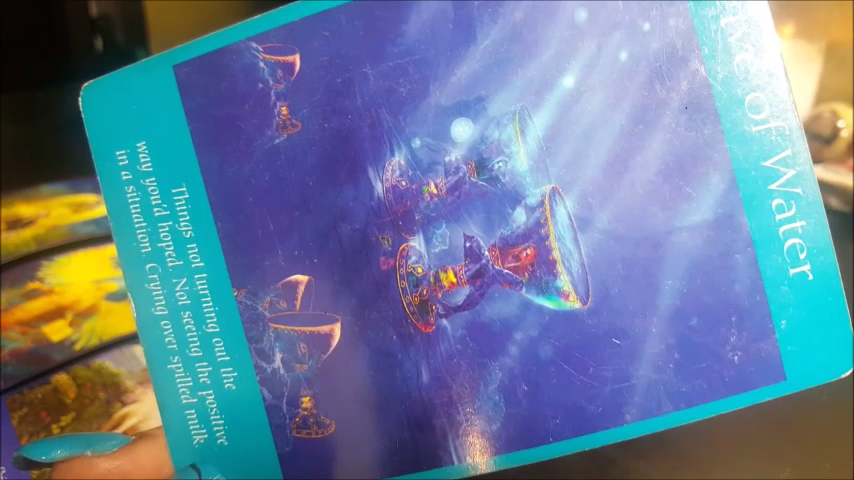 ve of Water
Things not turning out the
way you'd hoped. Not seeing the positive
in a situation. Crying over spilled milk.